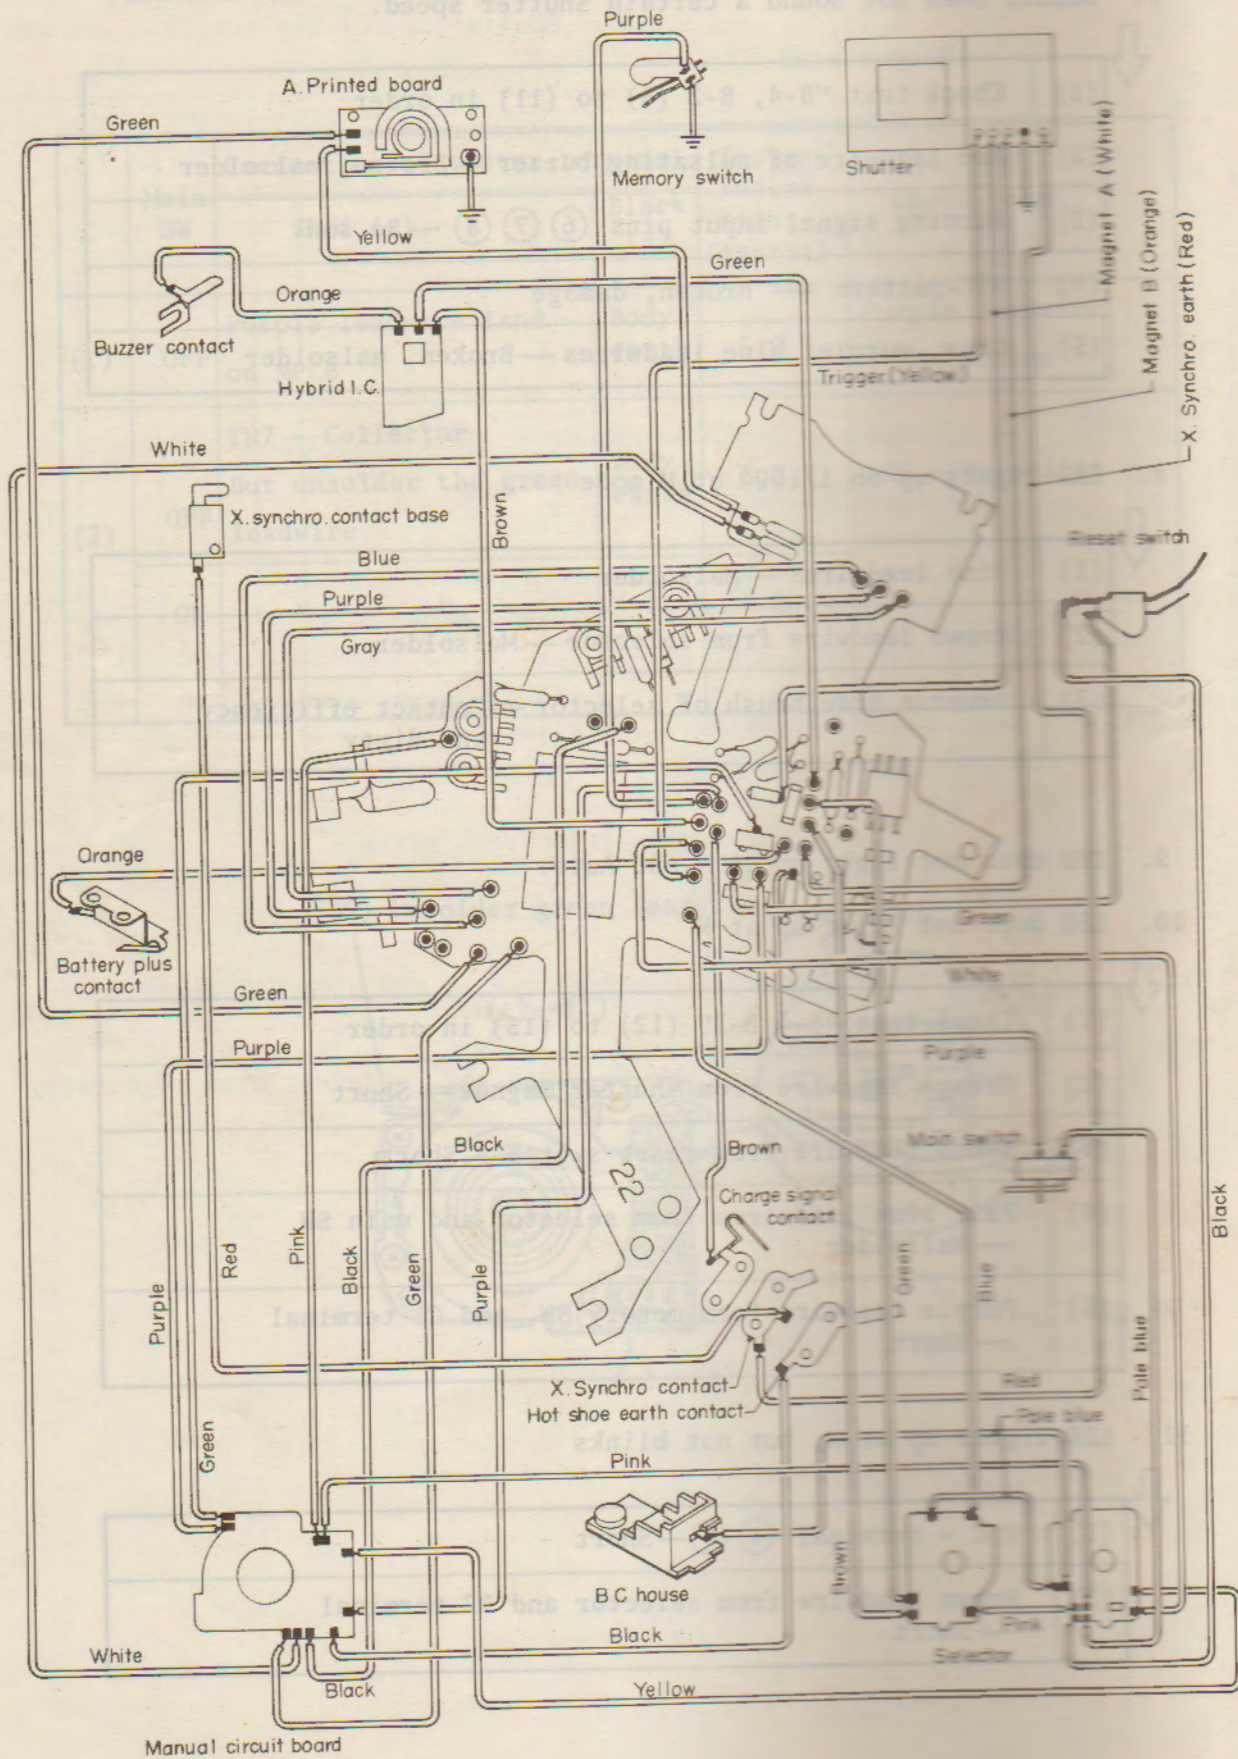 Purple
A. Printed board
Green
Memory switch
Shutter
Magnet A (White)
Magnet B (Orange)
X. Synchro. earth (Red)
Yellow
Green
Orange
Buzzer contact
Hybrid I.C.
Trigger (Yellow)
White
X. synchro. contact base
Brown
Reset switch
Blue
Purple
Gray
Orange
Battery plus
contact
Green
Green
White
Purple
Purple
Black
Brown
Main switch
Charge signal
contact
22
Black
Red
Pink
Black
Green
Purple
Purple
Green
Blue
Pale blue
X. Synchro contact
Hot shoe earth contact
Red
Pale blue
Green
Pink
B C house
Brown
Pink
Selector
Black
White
Black
Yellow
Manual circuit board